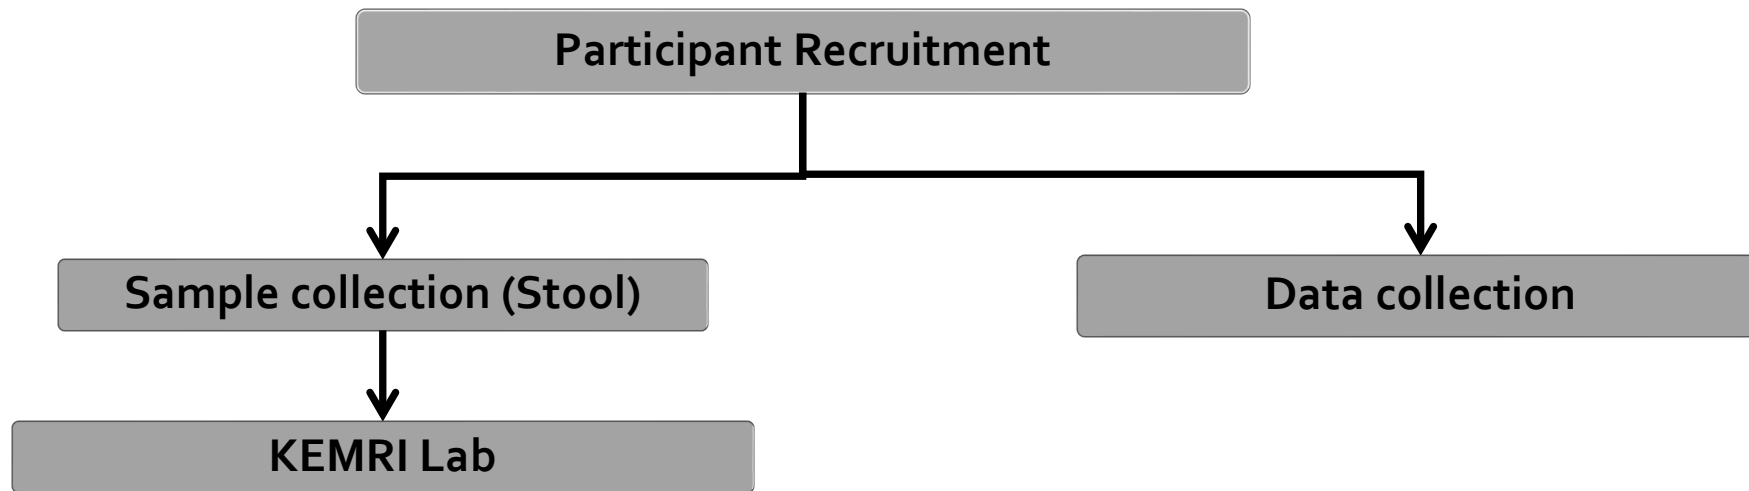 Participant Recruitment
Sample collection (Stool)
Data collection
KEMRI Lab